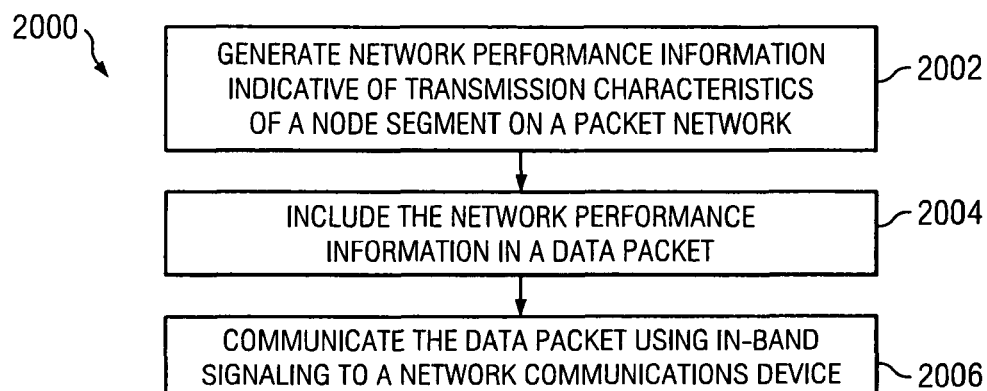 2000
GENERATE NETWORK PERFORMANCE INFORMATION
INDICATIVE OF TRANSMISSION CHARACTERISTICS
OF A NODE SEGMENT ON A PACKET NETWORK
2002
INCLUDE THE NETWORK PERFORMANCE
INFORMATION IN A DATA PACKET
2004
COMMUNICATE THE DATA PACKET USING IN-BAND
SIGNALING TO A NETWORK COMMUNICATIONS DEVICE
2006